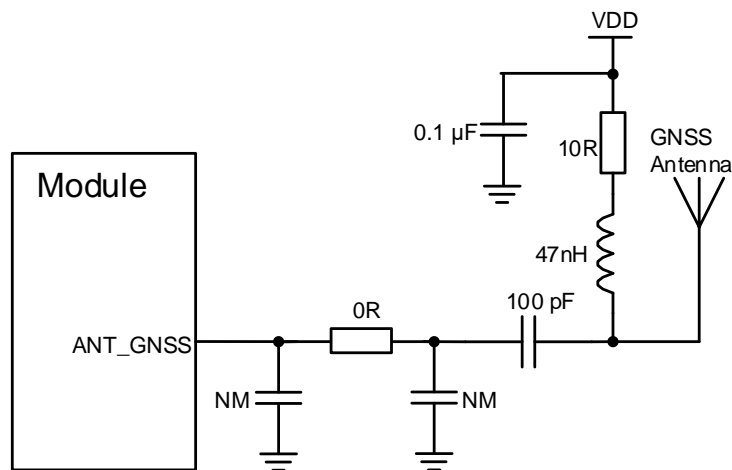 VDD
0.1 µF
10R
GNSS
Antenna
Module
47nH
100 pF
0R
ANT_GNSS
NM
NM